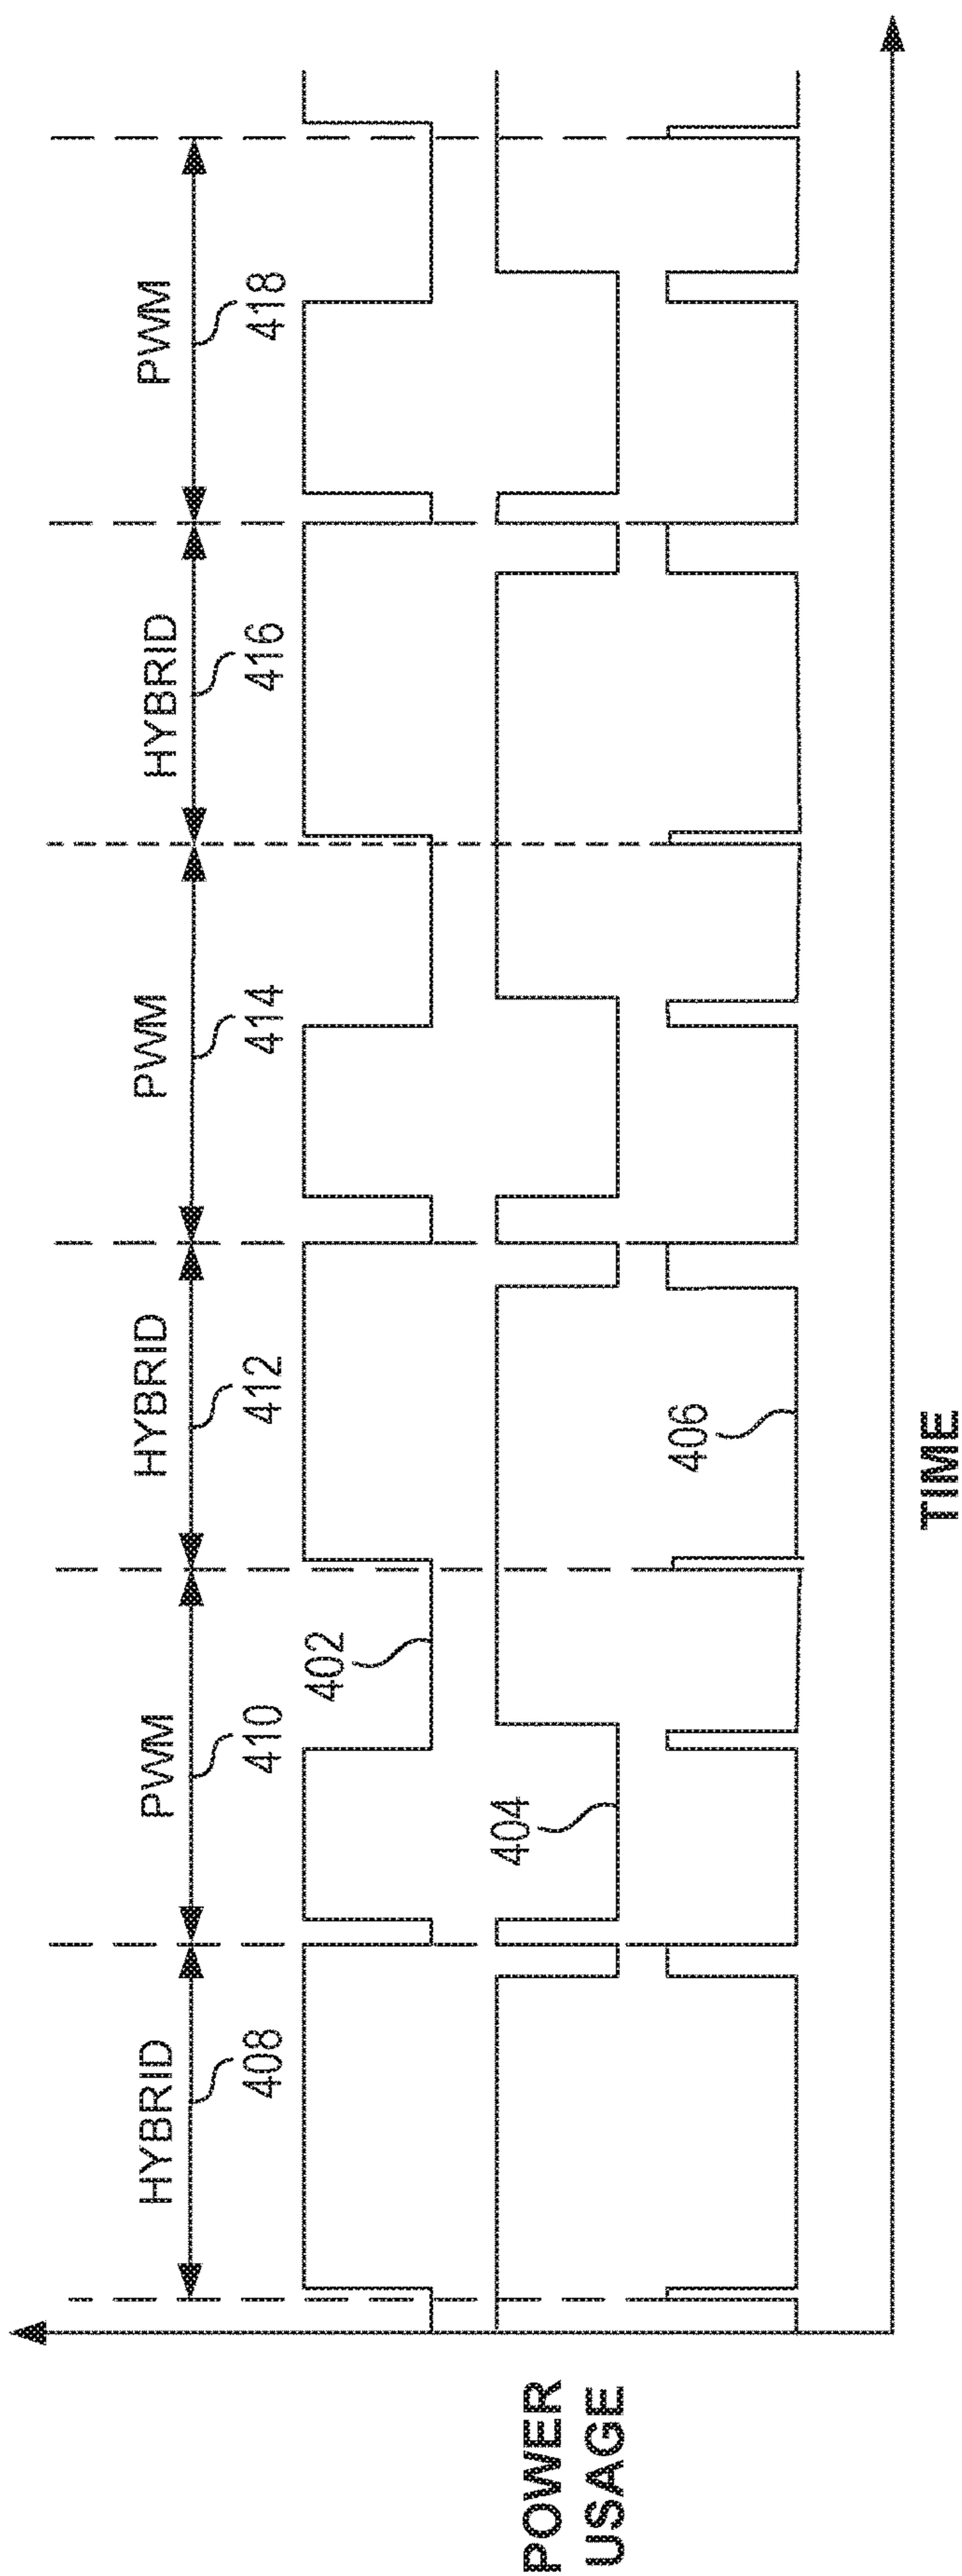 HYBRID
PWM
HYBRID
PWM
HYBRID
PWM
408
410
412
414
416
418
402
404
406
POWER
USAGE
TIME